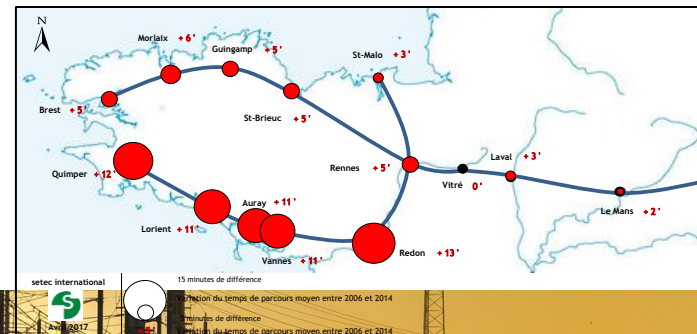 N
Morlaix + 6'
Guingamp + 5'
St-Malo + 3'
Brest + 5'
St-Brieuc + 5'
Quimper + 12'
Lorient + 11'
Auray + 11'
Vannes + 11'
Rennes + 5'
Vitré 0'
Laval + 3'
Le Mans + 2'
Redon + 13'
setec international
Avril 2017
15 minutes de différence
Variation du temps de parcours moyen entre 2006 et 2014
minutes de différence
Variation du temps de parcours moyen entre 2006 et 2014